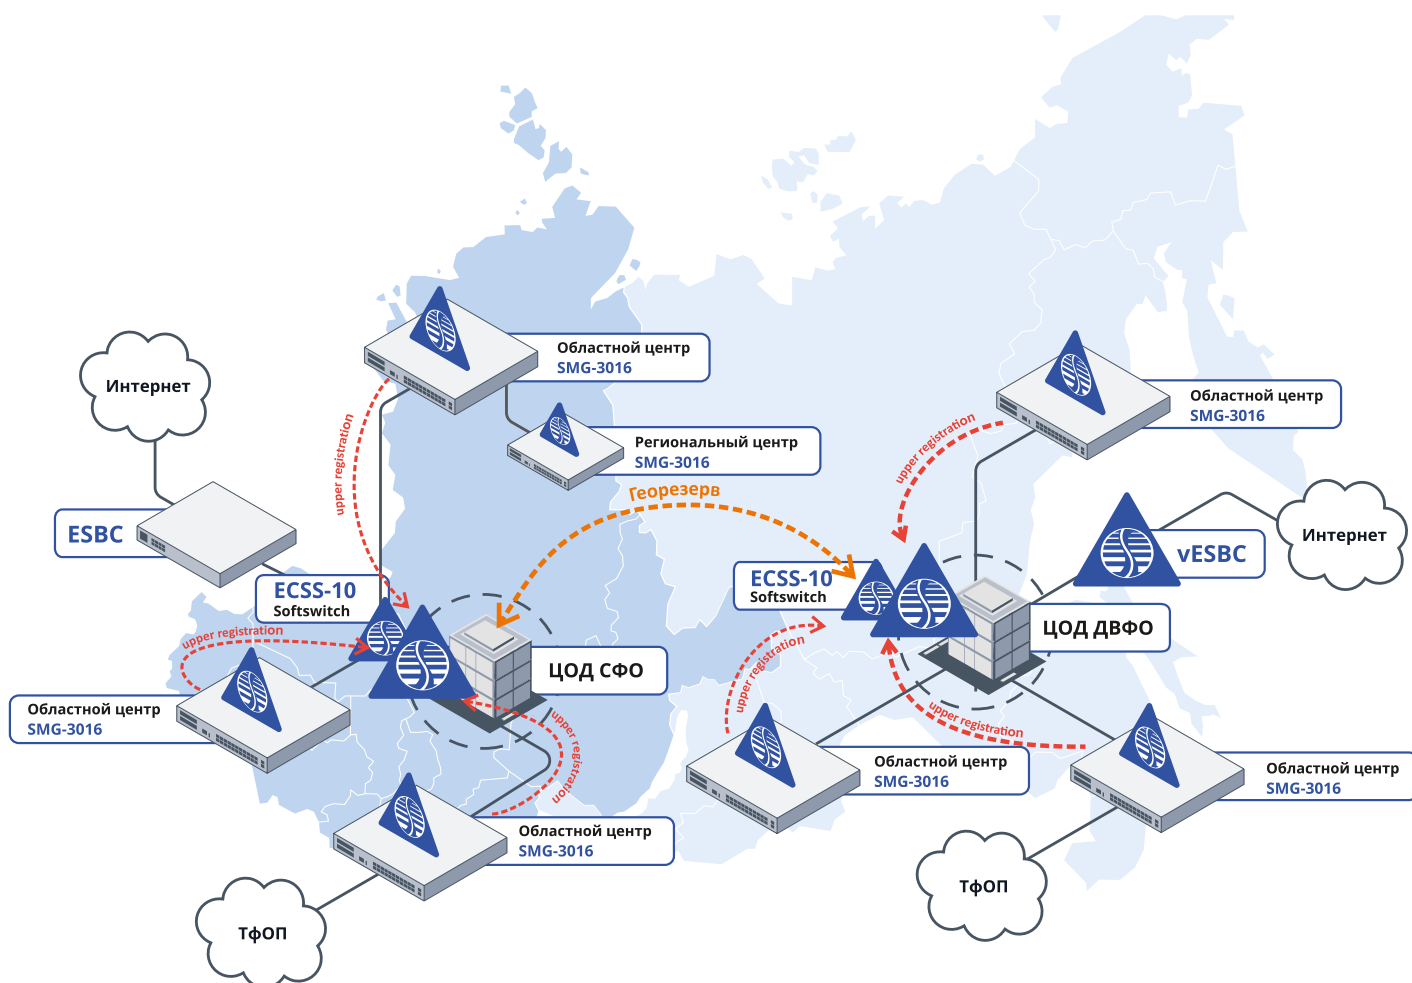 Областной центр
SMG-3016
Интернет
upper registration
Региональный центр
SMG-3016
Георезерв
ESBC
ECSS-10
Softswitch
upper registration
ЦОД СФО
Областной центр
SMG-3016
upper registration
Областной центр
SMG-3016
ТфОП
Областной центр
SMG-3016
upper registration
vESBC
Интернет
ECSS-10
Softswitch
ЦОД ДВФО
upper registration
upper registration
Областной центр
SMG-3016
Областной центр
SMG-3016
ТфОП